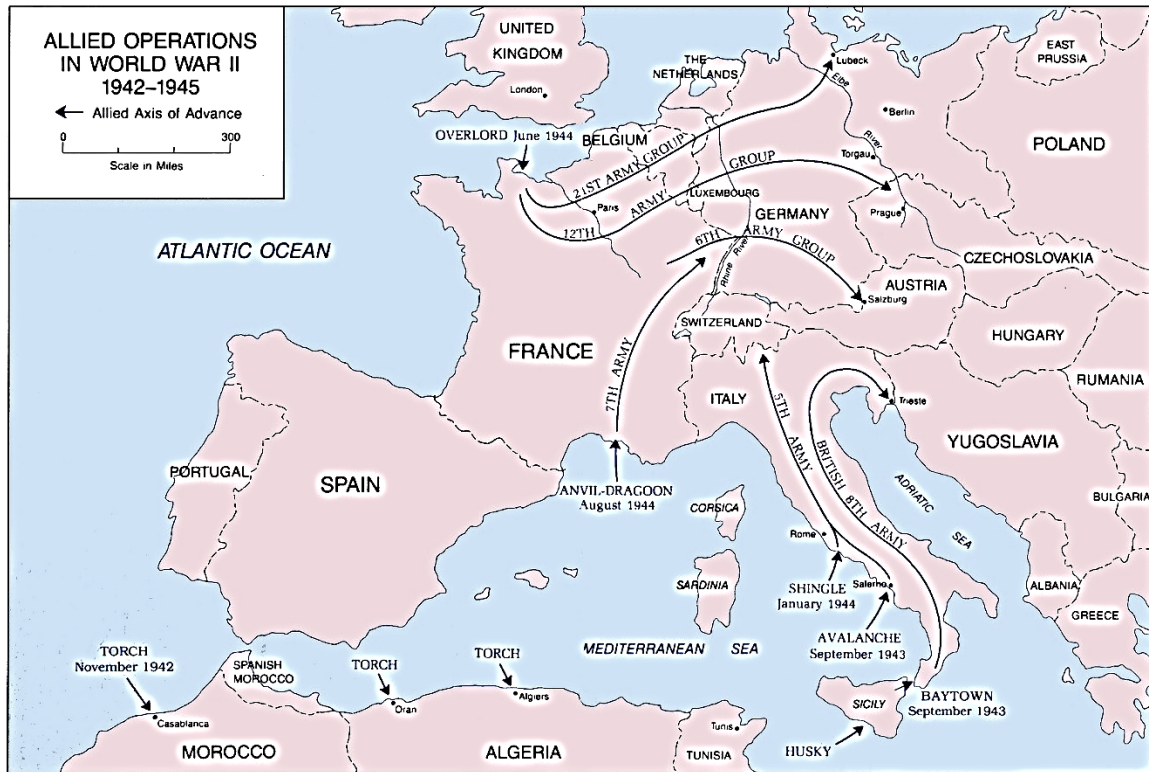 ALLIED OPERATIONS
IN WORLD WAR II
1942–1945
Allied Axis of Advance
0 300
Scale in Miles
UNITED
KINGDOM
London
THE
NETHERLANDS
Lubeck
Elbe
River
EAST
PRUSSIA
Berlin
POLAND
Torgau
OVERLORD June 1944
BELGIUM
21ST ARMY GROUP
12TH ARMY GROUP
LUXEMBOURG
Paris
GERMANY
Prague
6TH ARMY GROUP
Rhine River
CZECHOSLOVAKIA
ATLANTIC OCEAN
AUSTRIA
Salzburg
SWITZERLAND
HUNGARY
FRANCE
7TH ARMY
RUMANIA
ITALY
5TH ARMY
Trieste
YUGOSLAVIA
BRITISH 8TH ARMY
PORTUGAL
SPAIN
ANVIL-DRAGOON
August 1944
CORSICA
ADRIATIC
SEA
BULGARIA
Rome
SARDINIA
SHINGLE
January 1944
Salerno
ALBANIA
GREECE
AVALANCHE
September 1943
MEDITERRANEAN SEA
TORCH
November 1942
SPANISH
MOROCCO
TORCH
TORCH
Casablanca
Oran
Algiers
Tunis
SICILY
BAYTOWN
September 1943
HUSKY
MOROCCO
ALGERIA
TUNISIA